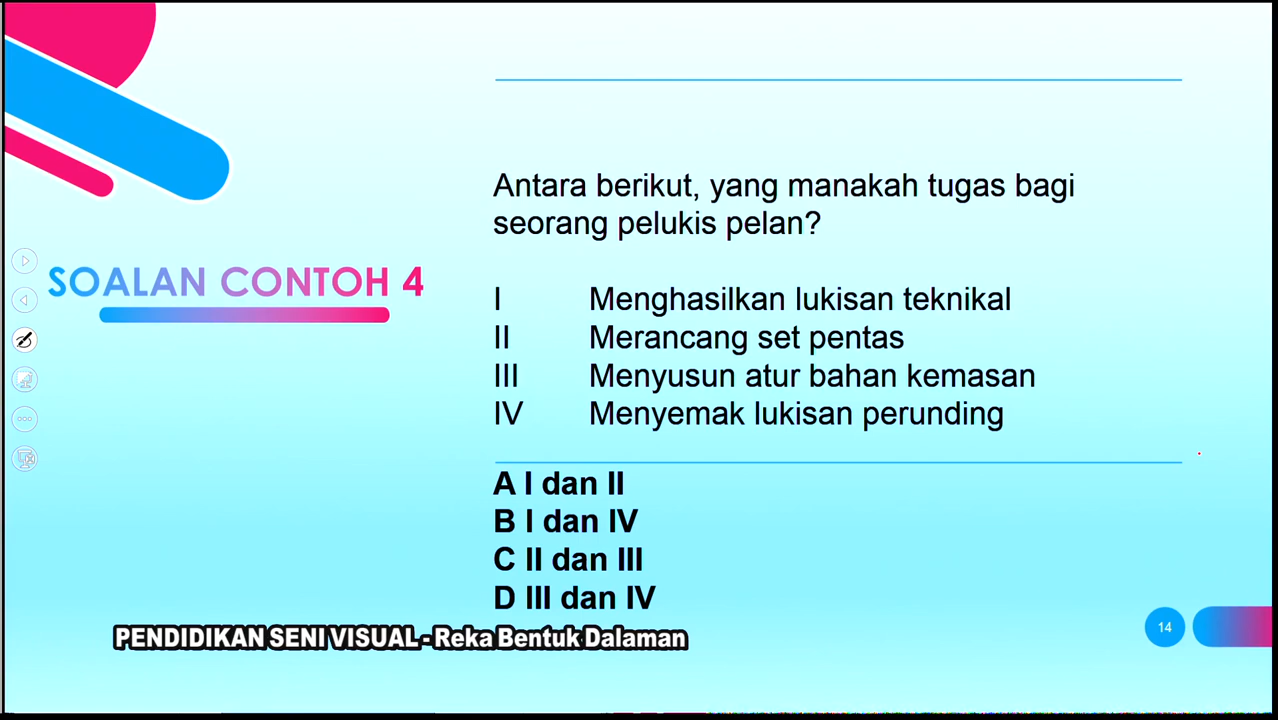 Antara berikut, yang manakah tugas bagi
seorang pelukis pelan?
SOALAN CONTOH 4
I Menghasilkan lukisan teknikal
II Merancang set pentas
III Menyusun atur bahan kemasan
IV Menyemak lukisan perunding
A I dan II
B I dan IV
C II dan III
D III dan IV
PENDIDIKAN SENI VISUAL - Reka Bentuk Dalaman
14